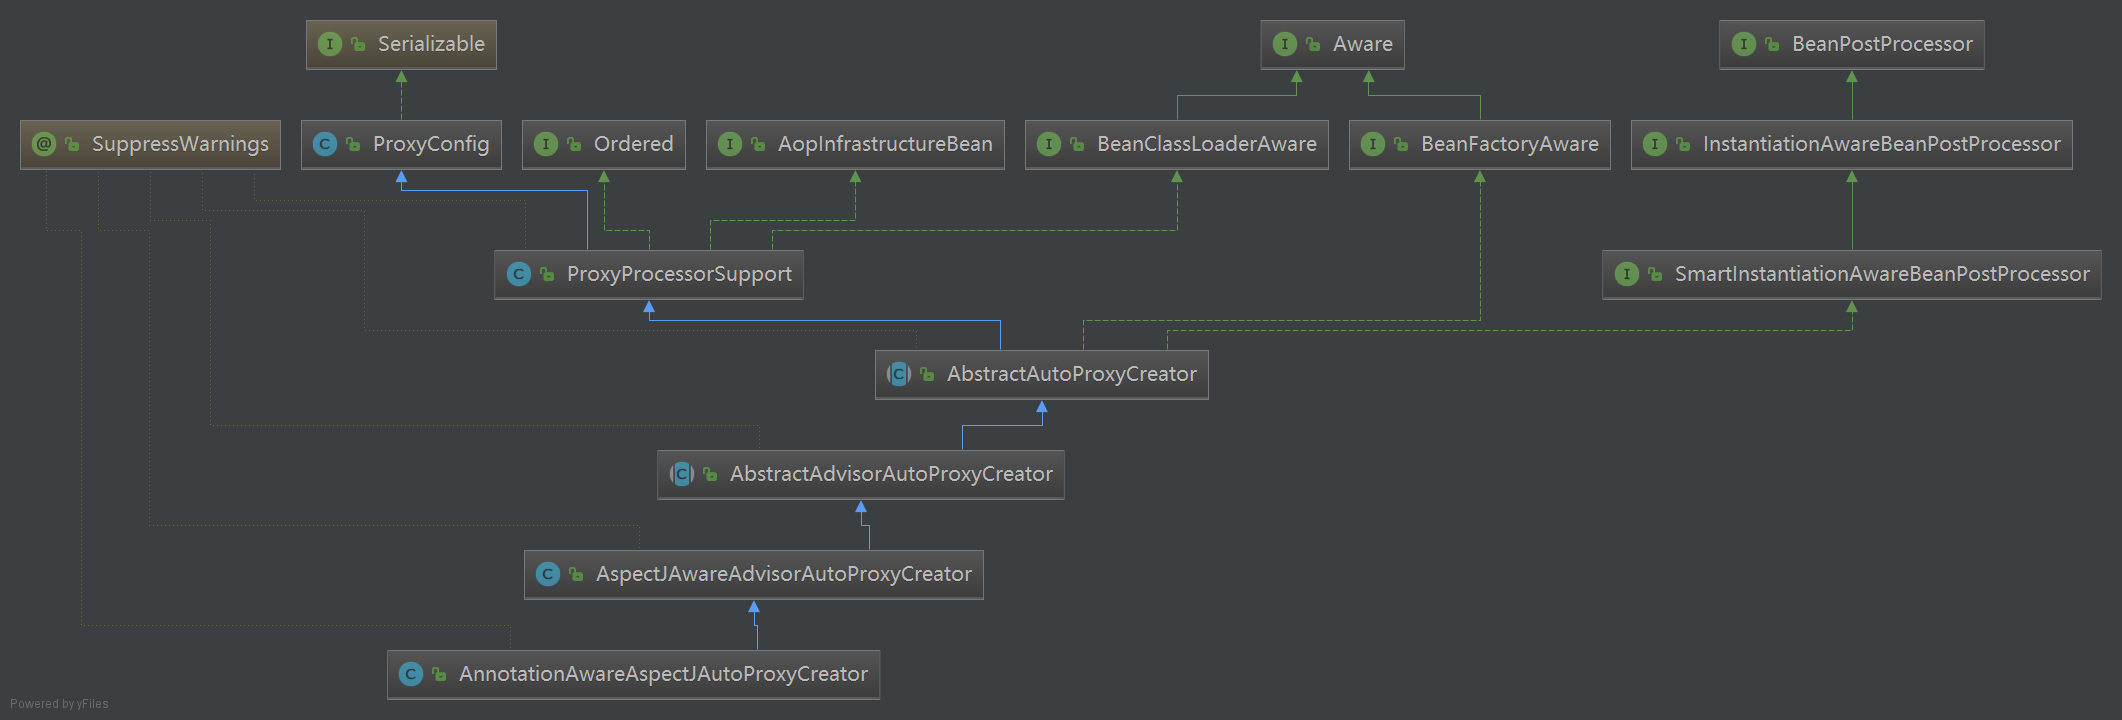 Serializable
Aware
BeanPostProcessor
SuppressWarnings
ProxyConfig
Ordered
AopInfrastructureBean
BeanClassLoaderAware
BeanFactoryAware
InstantiationAwareBeanPostProcessor
ProxyProcessorSupport
SmartInstantiationAwareBeanPostProcessor
AbstractAutoProxyCreator
AbstractAdvisorAutoProxyCreator
AspectJAwareAdvisorAutoProxyCreator
AnnotationAwareAspectJAutoProxyCreator
Powered by yFiles